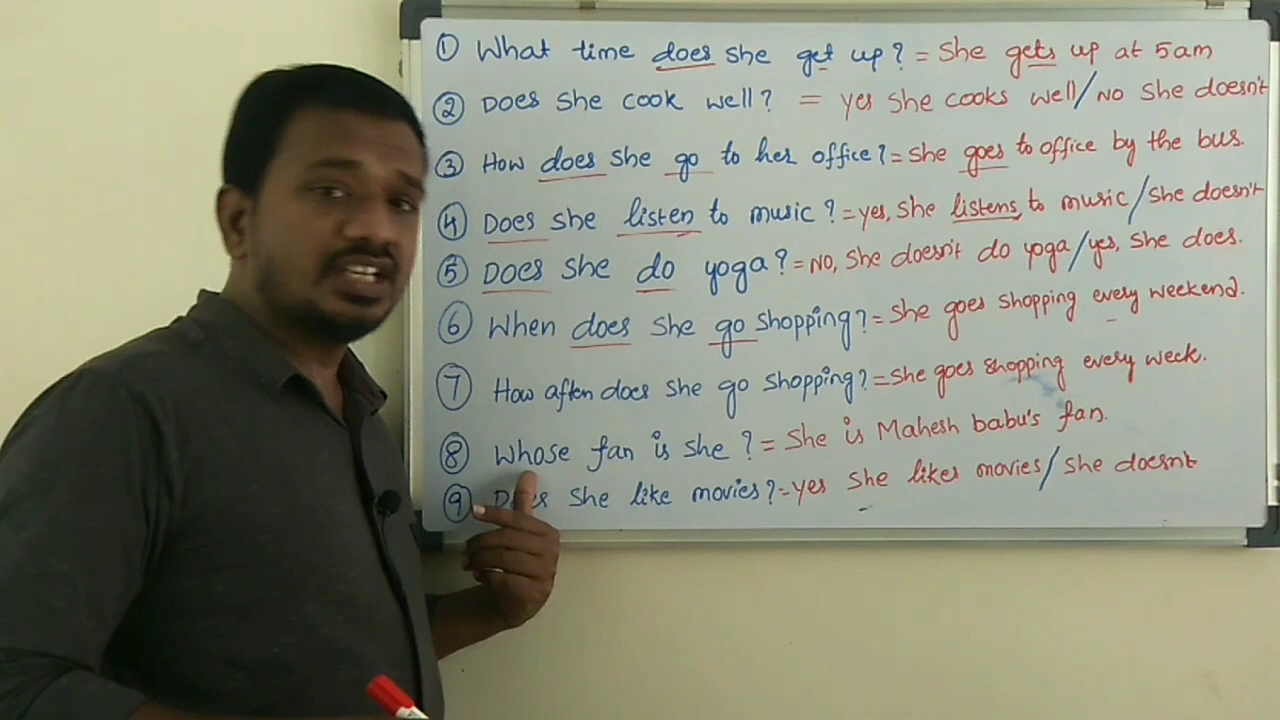 ① What time does she get up? = She gets up at 5am
② Does she cook well? = yes she cooks well/No she doesn't
③ How does she go to her office? = she goes to office by the bus.
④ Does she listen to music? = yes, she listens to music/she doesn't
⑤ Does she do yoga? = No, she doesn't do yoga/yes, she does.
⑥ When does she go shopping? = she goes shopping every weekend.
⑦ How aften does she go shopping? = she goes shopping every week.
⑧ Whose fan is she? = She is Mahesh babu's fan.
⑨ Does she like movies? = yes she likes movies/she doesn't